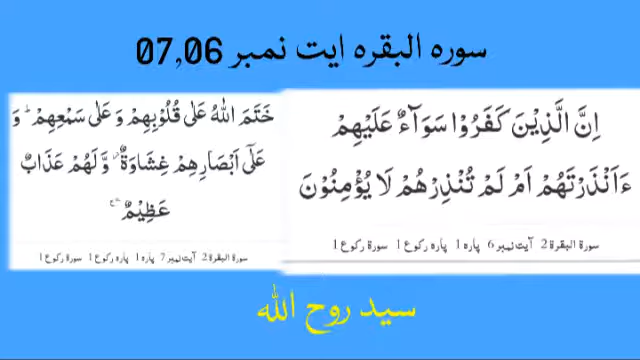 سورہ البقرہ ایت نمبر 07,06
اِنَّ الَّذِيْنَ كَفَرُوْا سَوَآءٌ عَلَيْهِمْ
ءَاَنْذَرْتَهُمْ اَمْ لَمْ تُنْذِرْهُمْ لَا يُؤْمِنُوْنَ
سورۃ البقرۃ 2 آیت نمبر 6 پارہ 1 پارہ رکوع 1 سورۃ رکوع 1
خَتَمَ اللّٰهُ عَلٰى قُلُوْبِهِمْ وَ عَلٰى سَمْعِهِمْ ؕ وَ
عَلٰٓى اَبْصَارِهِمْ غِشَاوَةٌ ؗ وَّ لَهُمْ عَذَابٌ
عَظِيْمٌ
سورۃ البقرۃ 2 آیت نمبر 7 پارہ 1 پارہ رکوع 1 سورۃ رکوع 1
سید روح اللہ